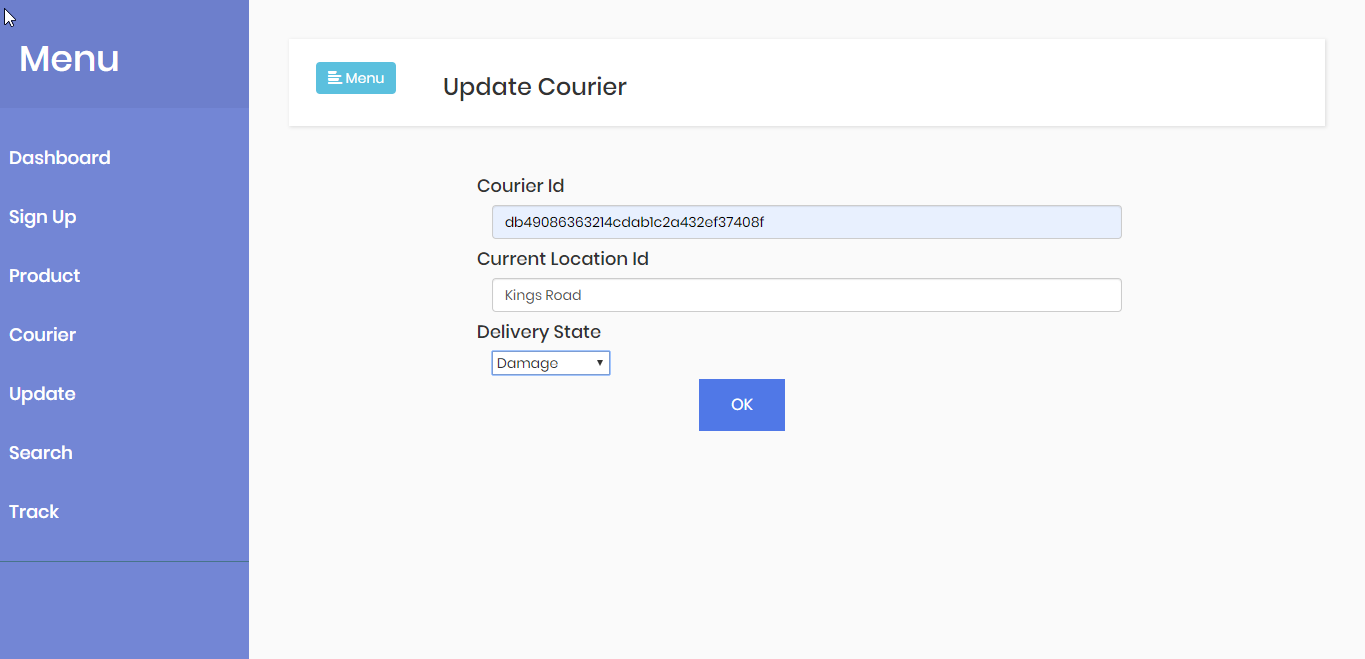 Menu
Dashboard
Sign Up
Product
Courier
Update
Search
Track
Menu
Update Courier
Courier Id
db49086363214cdab1c2a432ef37408f
Current Location Id
Kings Road
Delivery State
Damage
OK